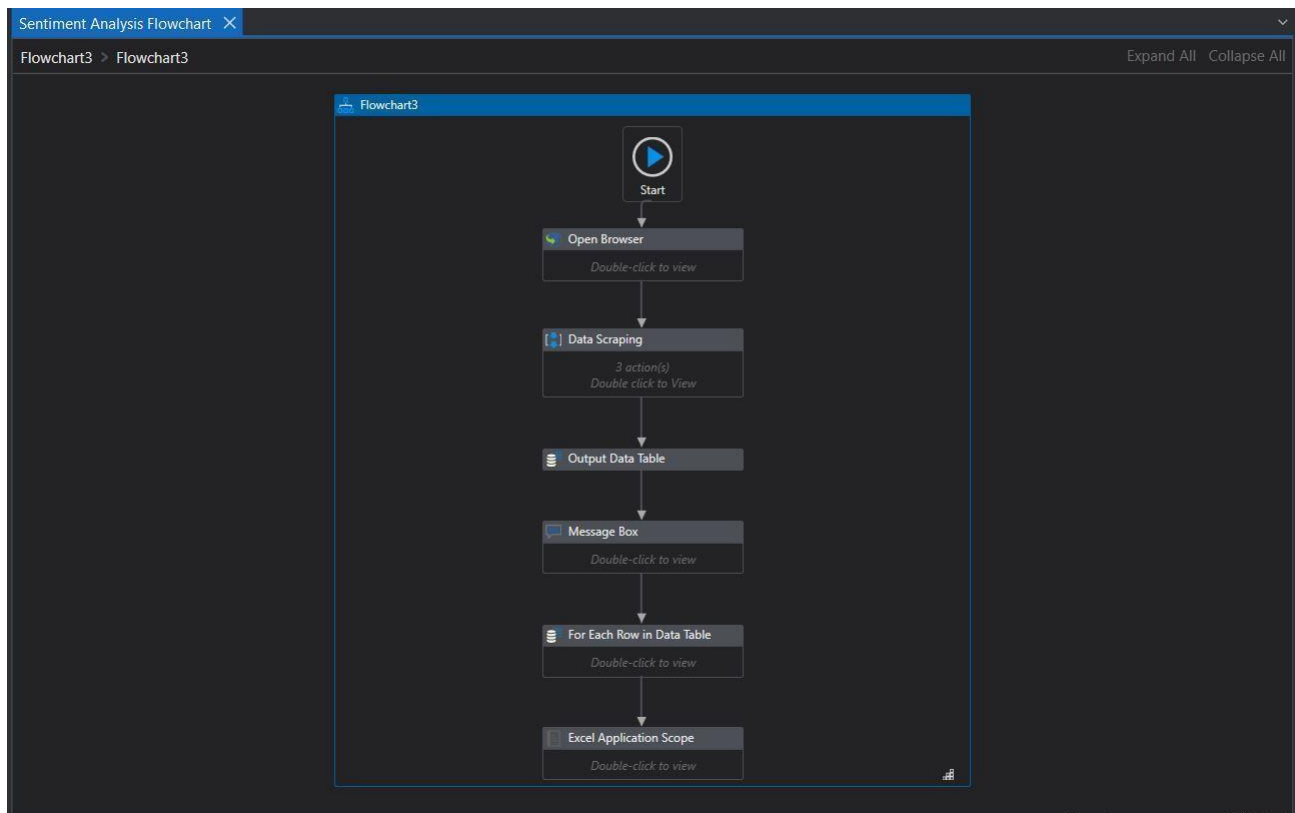 Sentiment Analysis Flowchart
Flowchart3 > Flowchart3
Expand All Collapse All
Flowchart3
Start
Open Browser
Double-click to view
Data Scraping
3 action(s)
Double click to View
Output Data Table
Message Box
Double-click to view
For Each Row in Data Table
Double-click to view
Excel Application Scope
Double-click to view